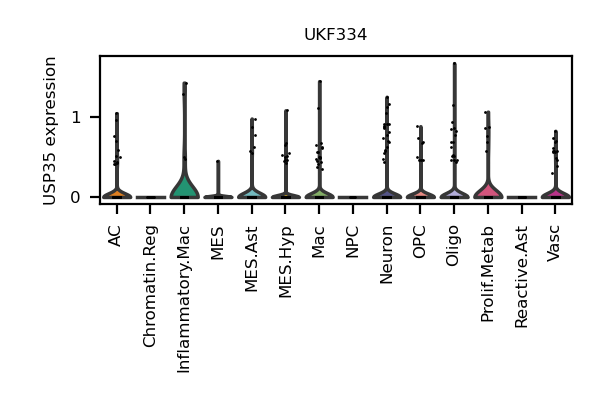 UKF334
USP35 expression
1
0
AC
Chromatin.Reg
Inflammatory.Mac
MES
MES.Ast
MES.Hyp
Mac
NPC
Neuron
OPC
Oligo
Prolif.Metab
Reactive.Ast
Vasc